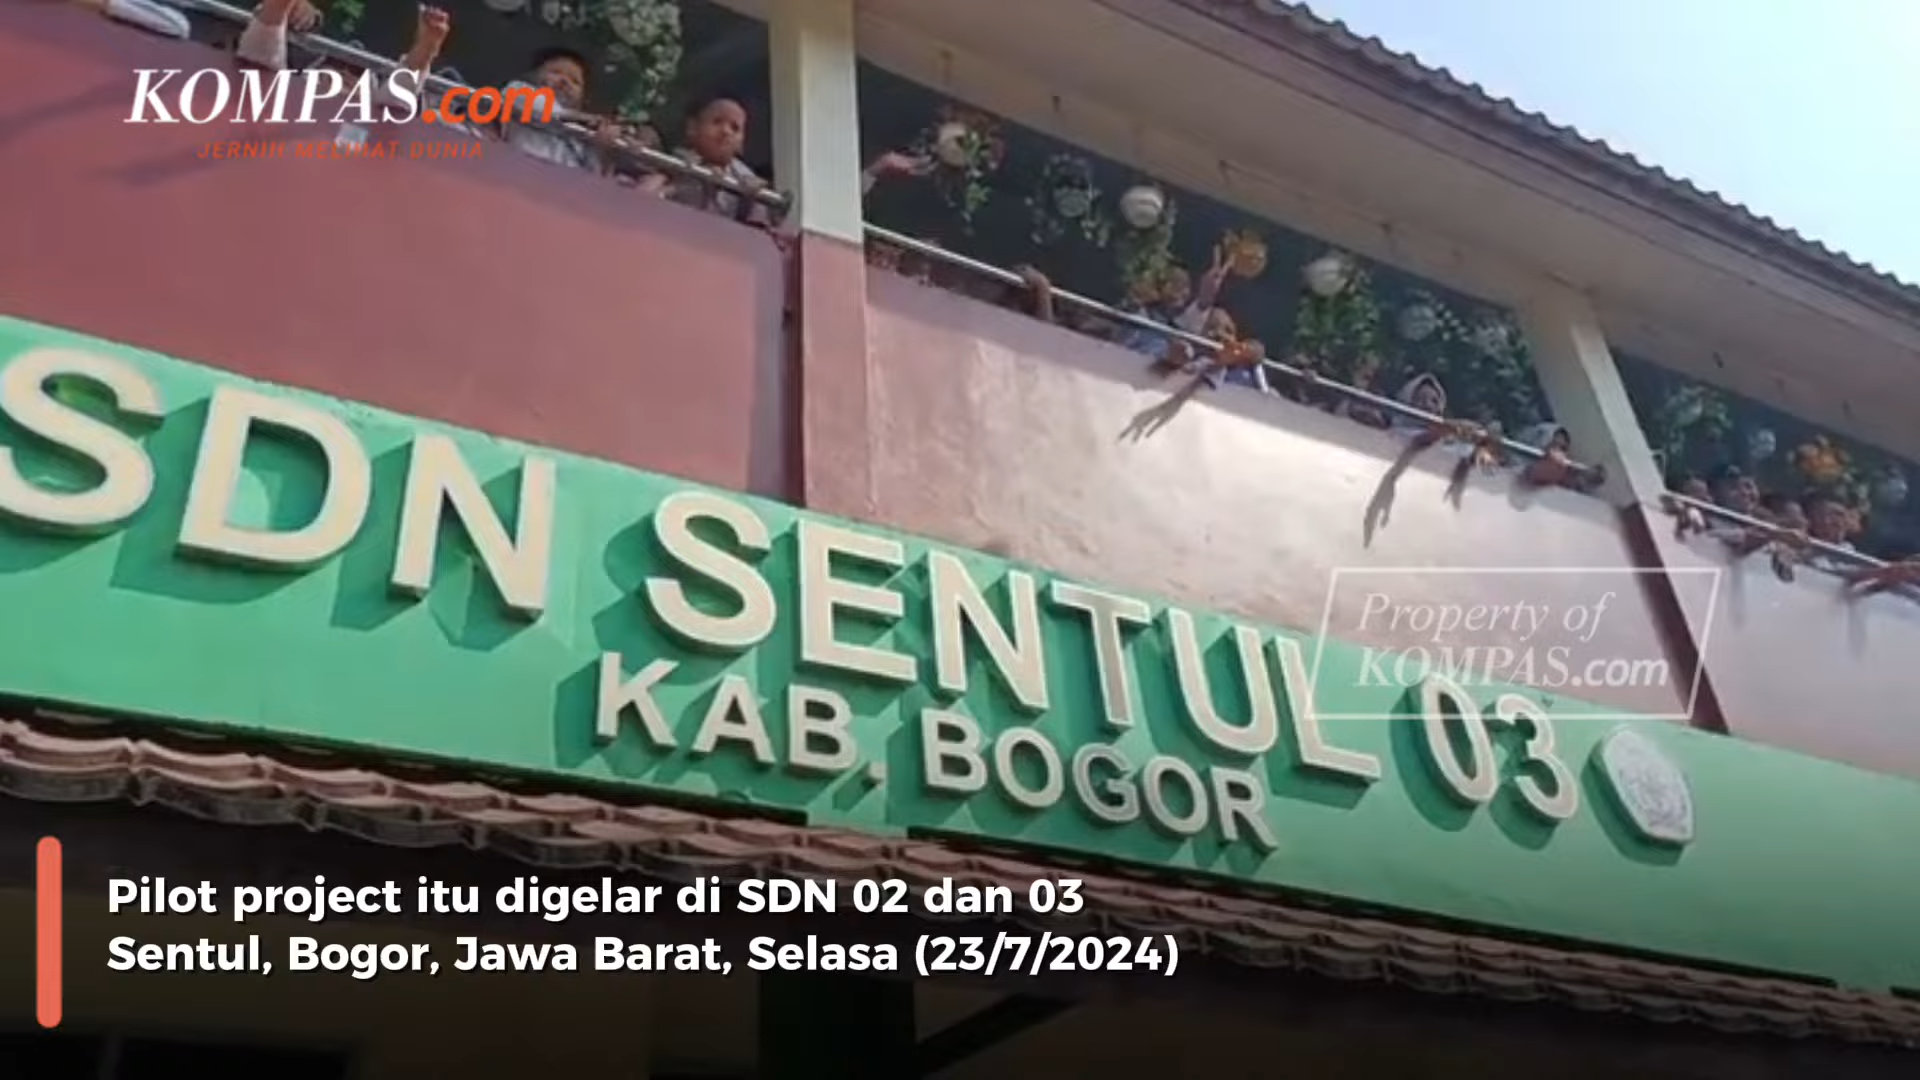 KOMPAS.com
JERNIH MELIHAT DUNIA
SDN SENTUL 03
KAB. BOGOR
Property of
KOMPAS.com
Pilot project itu digelar di SDN 02 dan 03
Sentul, Bogor, Jawa Barat, Selasa (23/7/2024)